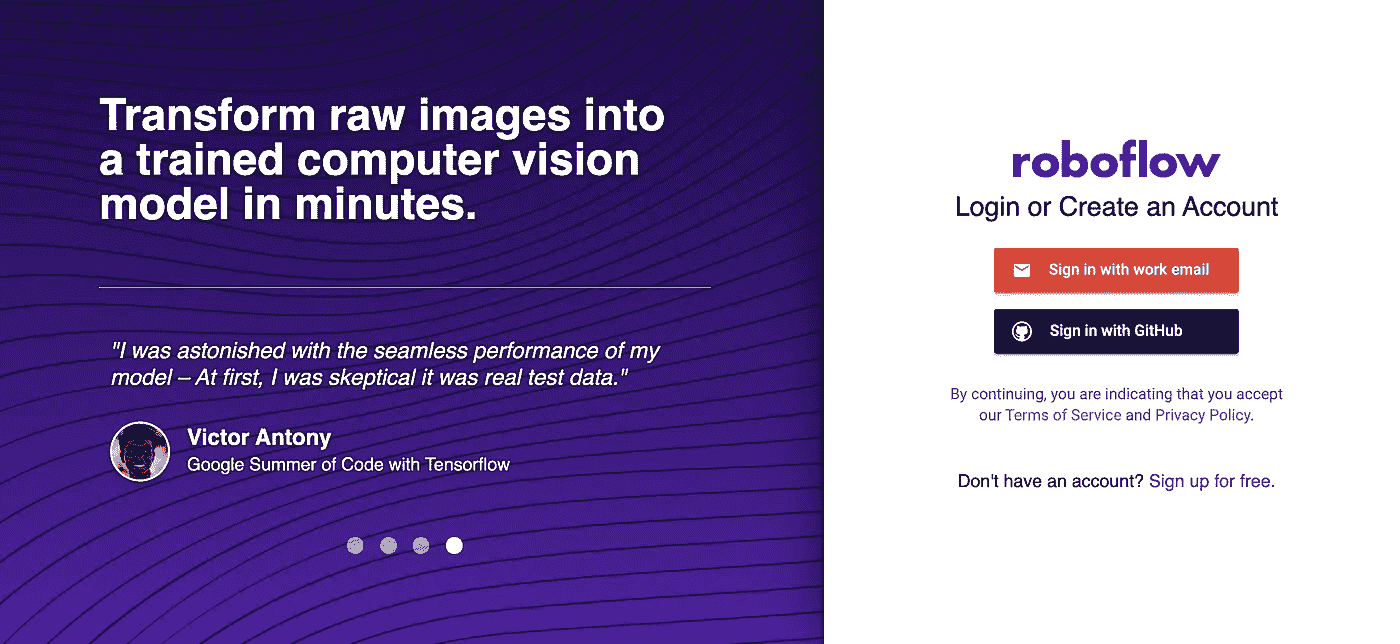 Transform raw images into
a trained computer vision
model in minutes.
"I was astonished with the seamless performance of my
model – At first, I was skeptical it was real test data."
Victor Antony
Google Summer of Code with Tensorflow
roboflow
Login or Create an Account
Sign in with work email
Sign in with GitHub
By continuing, you are indicating that you accept
our Terms of Service and Privacy Policy.
Don't have an account? Sign up for free.